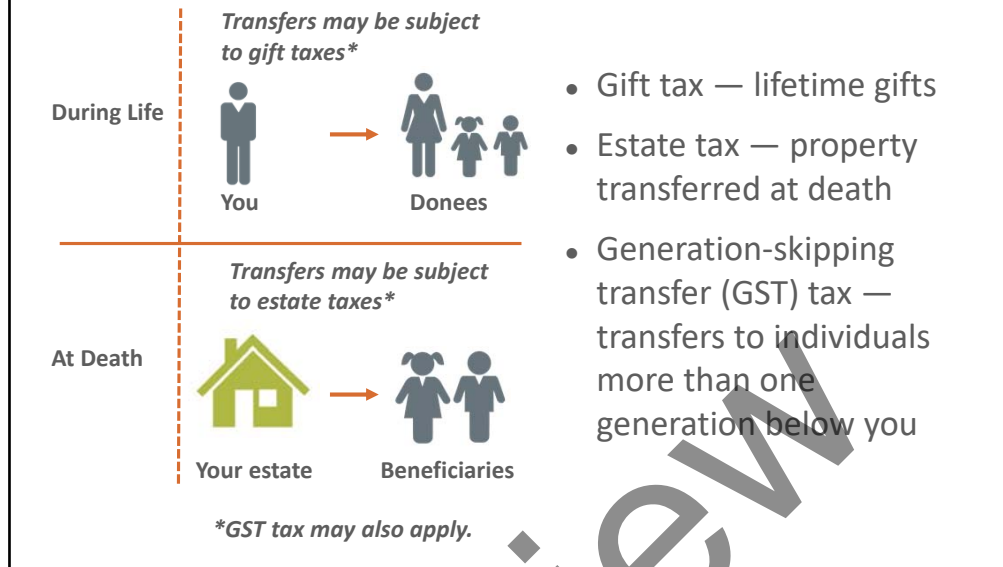 Transfers may be subject
to gift taxes*
During Life
You
Donees
Transfers may be subject
to estate taxes*
At Death
Your estate
Beneficiaries
*GST tax may also apply.
• Gift tax — lifetime gifts
• Estate tax — property
transferred at death
• Generation-skipping
transfer (GST) tax —
transfers to individuals
more than one
generation below you